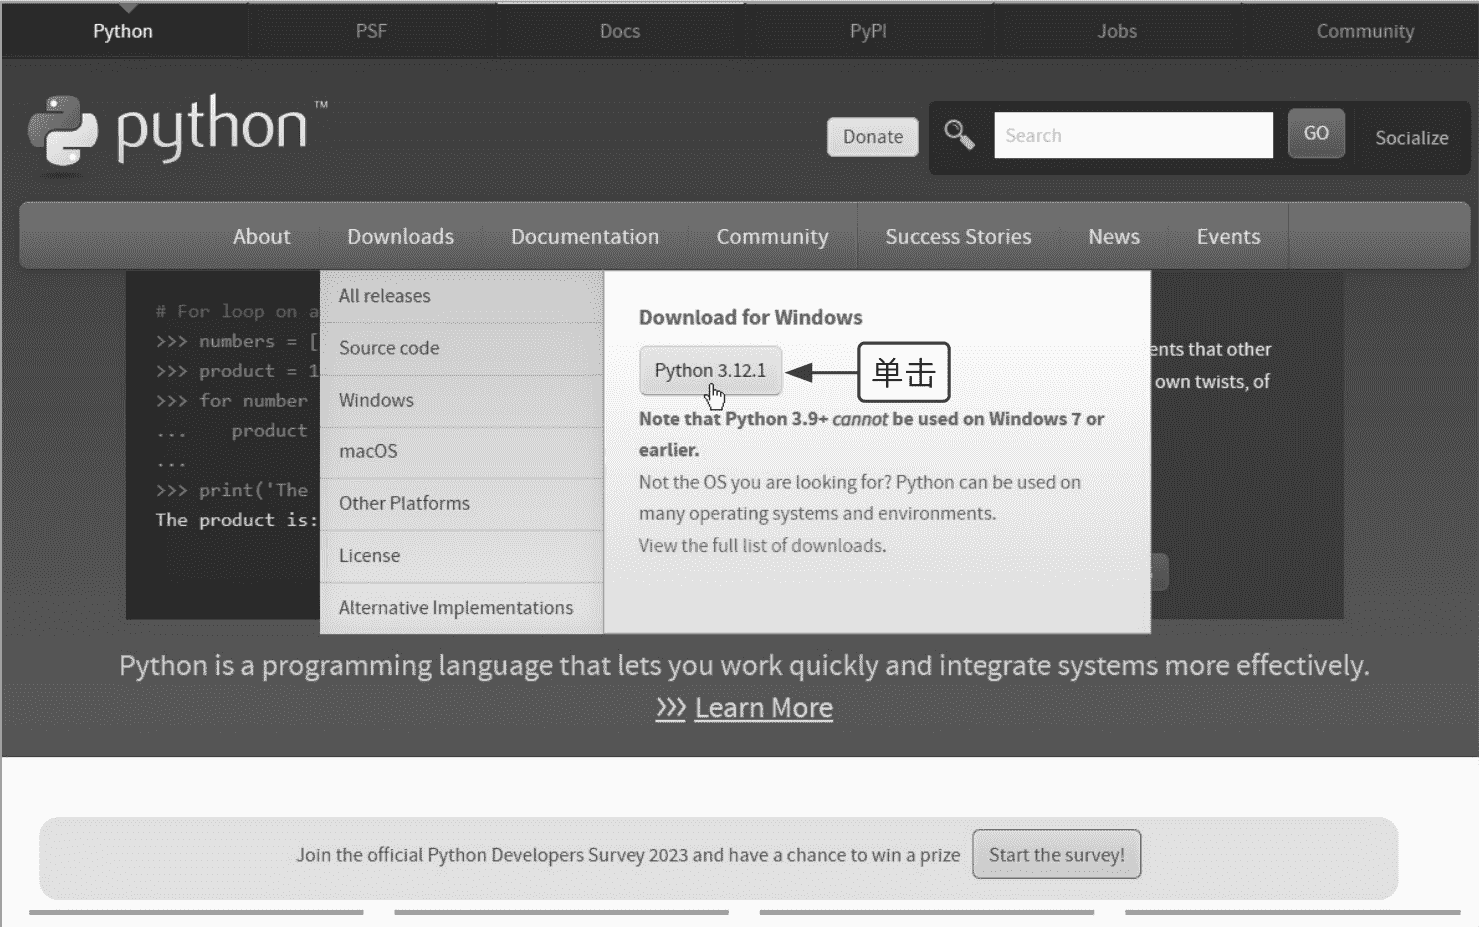 Python PSF Docs PyPI Jobs Community
python™
Donate Search GO Socialize
About Downloads Documentation Community Success Stories News Events
# For loop on a
>>> numbers = [
>>> product = 1
>>> for number
... product
...
>>> print('The
The product is:
All releases
Source code
Windows
macOS
Other Platforms
License
Alternative Implementations
Download for Windows
Python 3.12.1
单击
Note that Python 3.9+ cannot be used on Windows 7 or
earlier.
Not the OS you are looking for? Python can be used on
many operating systems and environments.
View the full list of downloads.
ents that other
own twists, of
Python is a programming language that lets you work quickly and integrate systems more effectively.
>>> Learn More
Join the official Python Developers Survey 2023 and have a chance to win a prize Start the survey!